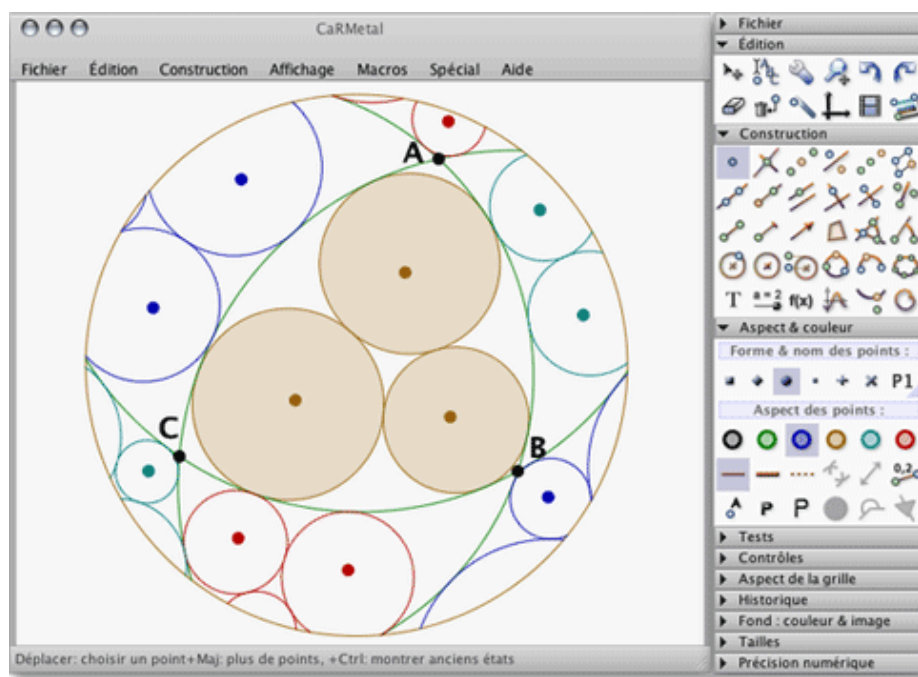 CaRMetal
Fichier Édition Construction Affichage Macros Spécial Aide
A
B
C
Déplacer: choisir un point+Maj: plus de points, +Ctrl: montrer anciens états
Fichier
Édition
Construction
T a=2 f(x)
Aspect & couleur
Forme & nom des points :
P1
Aspect des points :
0,2
A P P
Tests
Contrôles
Aspect de la grille
Historique
Fond : couleur & image
Tailles
Précision numérique